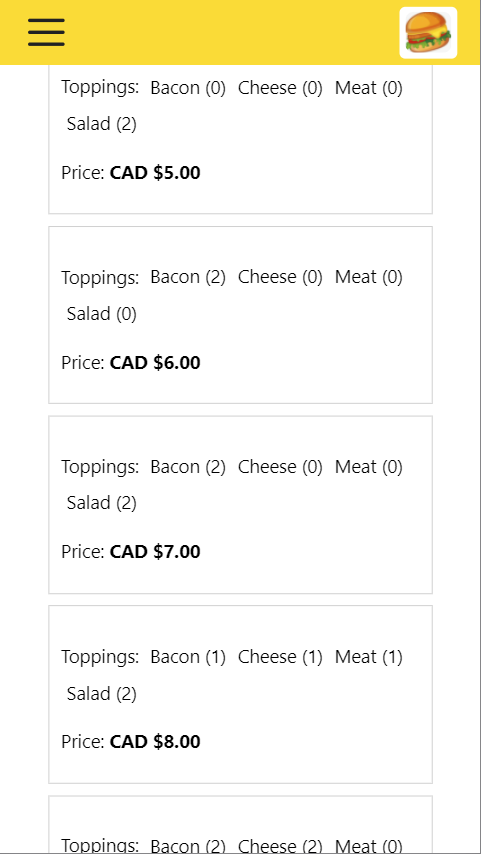 Toppings: Bacon (0) Cheese (0) Meat (0)
Salad (2)
Price: CAD $5.00
Toppings: Bacon (2) Cheese (0) Meat (0)
Salad (0)
Price: CAD $6.00
Toppings: Bacon (2) Cheese (0) Meat (0)
Salad (2)
Price: CAD $7.00
Toppings: Bacon (1) Cheese (1) Meat (1)
Salad (2)
Price: CAD $8.00
Toppings: Bacon (2) Cheese (2) Meat (0)